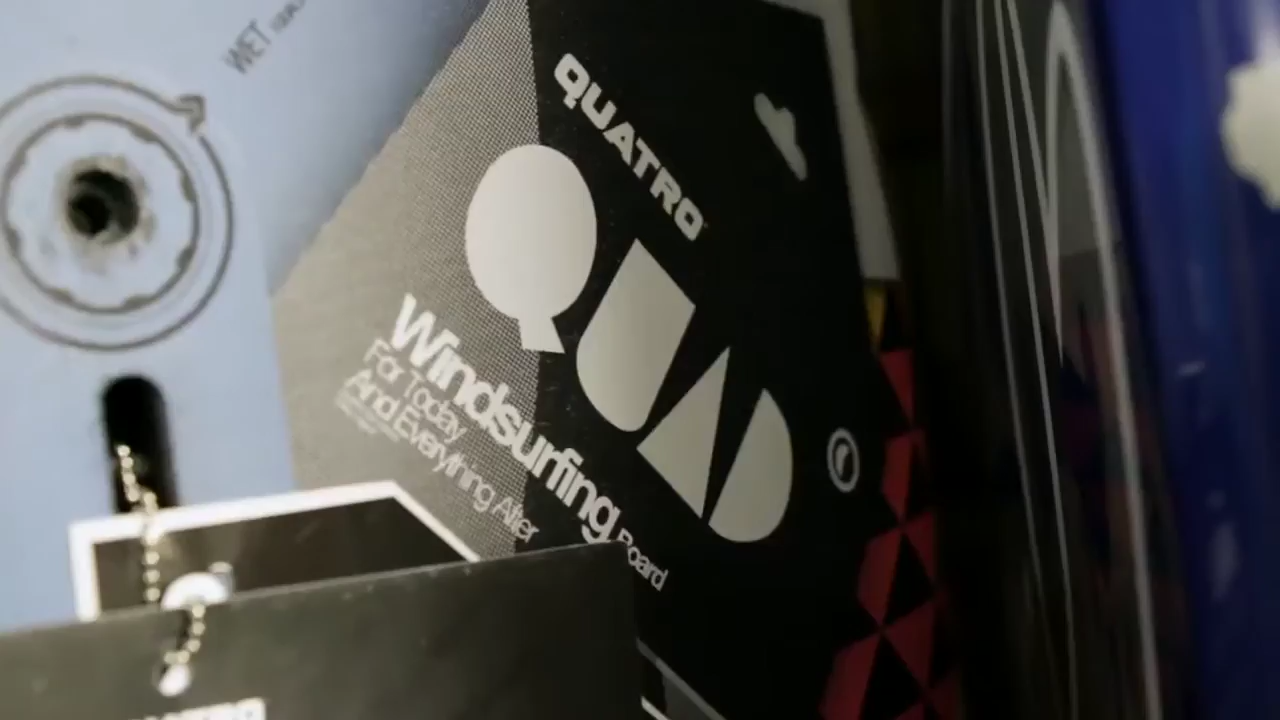 WET
QUATRO
QUAD
Windsurfing Board
For Today
And Everything After